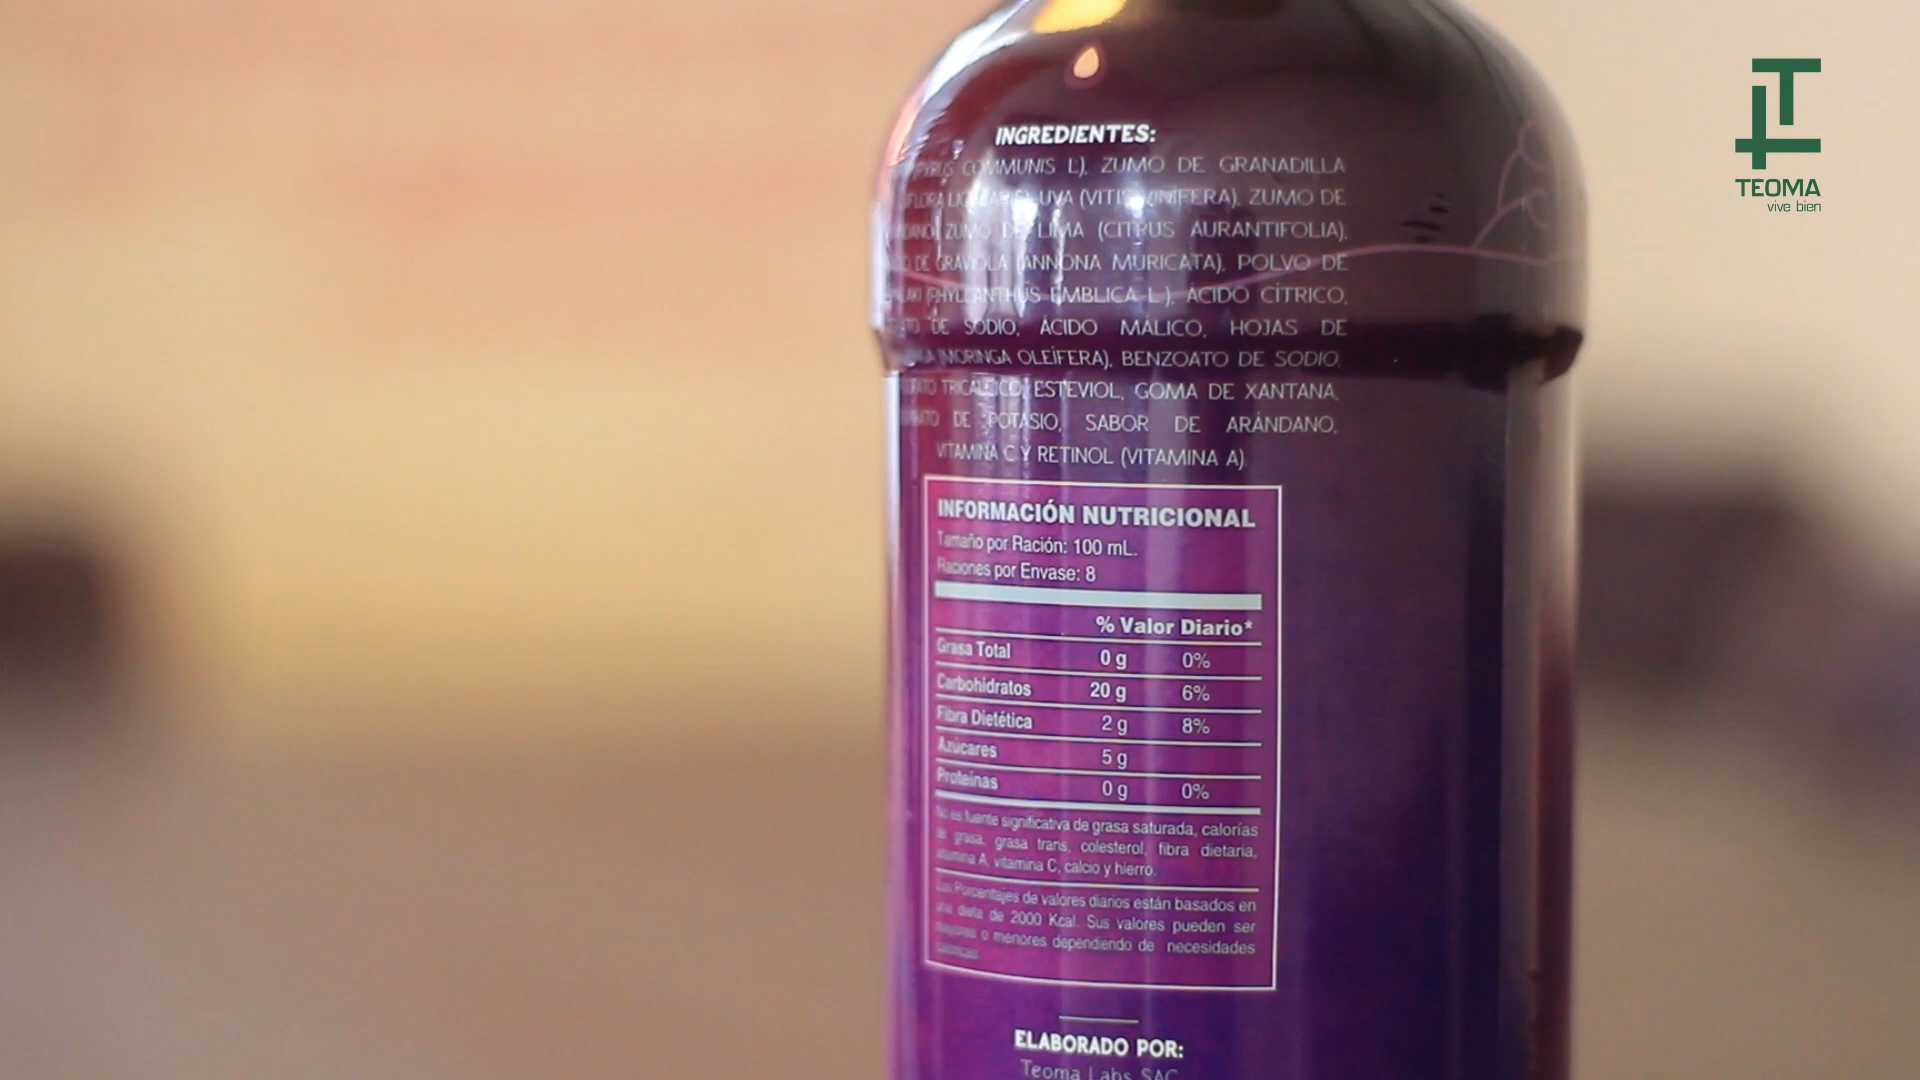 TEOMA
vive bien
INGREDIENTES:
COMMUNIS L), ZUMO DE GRANADILLA
UVA (VITIS VINIFERA), ZUMO DE
ZUMO DE LIMA (CITRUS AURANTIFOLIA),
DE GRAVIOLA (ANNONA MURICATA), POLVO DE
(PHYLLANTHUS EMBLICA L), ÁCIDO CÍTRICO,
DE SODIO, ÁCIDO MÁLICO, HOJAS DE
(MORINGA OLEÍFERA), BENZOATO DE SODIO,
TRICÁLCICO, ESTEVIOL, GOMA DE XANTANA,
DE POTASIO, SABOR DE ARÁNDANO,
VITAMINA C Y RETINOL (VITAMINA A).
INFORMACIÓN NUTRICIONAL
Tamaño por Ración: 100 mL.
Raciones por Envase: 8
% Valor Diario*
Grasa Total 0 g 0%
Carbohidratos 20 g 6%
Fibra Dietética 2 g 8%
Azúcares 5 g
Proteínas 0 g 0%
No es fuente significativa de grasa saturada, calorías
de grasa, grasa trans, colesterol, fibra dietaria,
vitamina A, vitamina C, calcio y hierro.
Los Porcentajes de valores diarios están basados en
una dieta de 2000 Kcal. Sus valores pueden ser
mayores o menores dependiendo de necesidades
calóricas.
ELABORADO POR:
Teoma Labs SAC